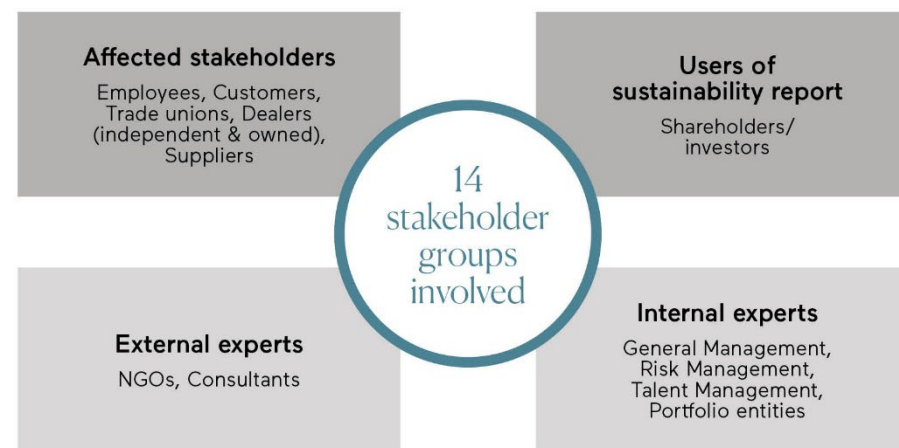 Affected stakeholders
Employees, Customers,
Trade unions, Dealers
(independent & owned),
Suppliers
Users of
sustainability report
Shareholders/
investors
14
stakeholder
groups
involved
External experts
NGOs, Consultants
Internal experts
General Management,
Risk Management,
Talent Management,
Portfolio entities